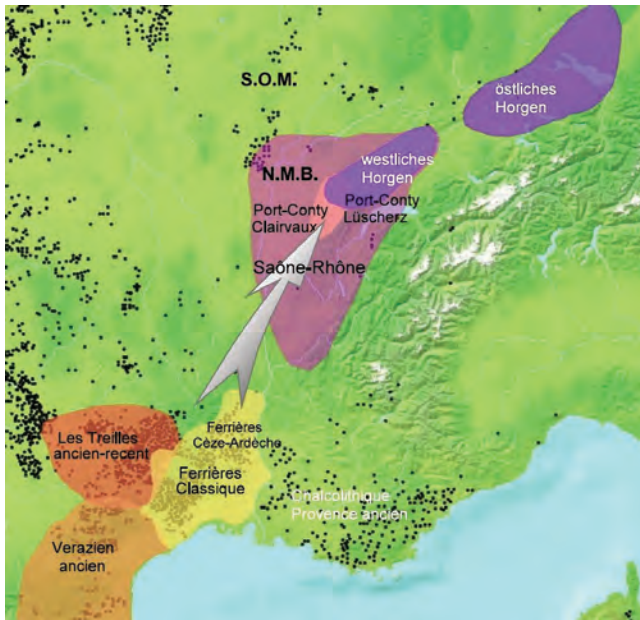 S.O.M.
östliches
Horgen
N.M.B.
westliches
Horgen
Port-Conty
Clairvaux
Port-Conty
Lüscherz
Saône-Rhône
Les Treilles
ancien-recent
Ferrières
Cèze-Ardèche
Ferrières
Classique
Chalcolithique
Provence ancien
Verazien
ancien